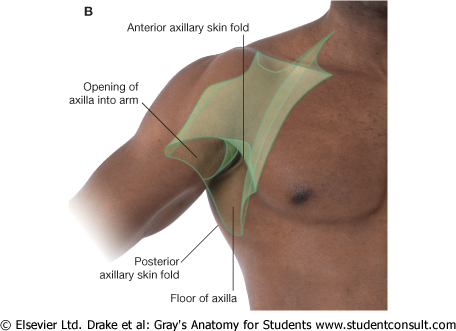 B
Anterior axillary skin fold
Opening of
axilla into arm
Posterior
axillary skin fold
Floor of axilla
© Elsevier Ltd. Drake et al: Gray's Anatomy for Students www.studentconsult.com